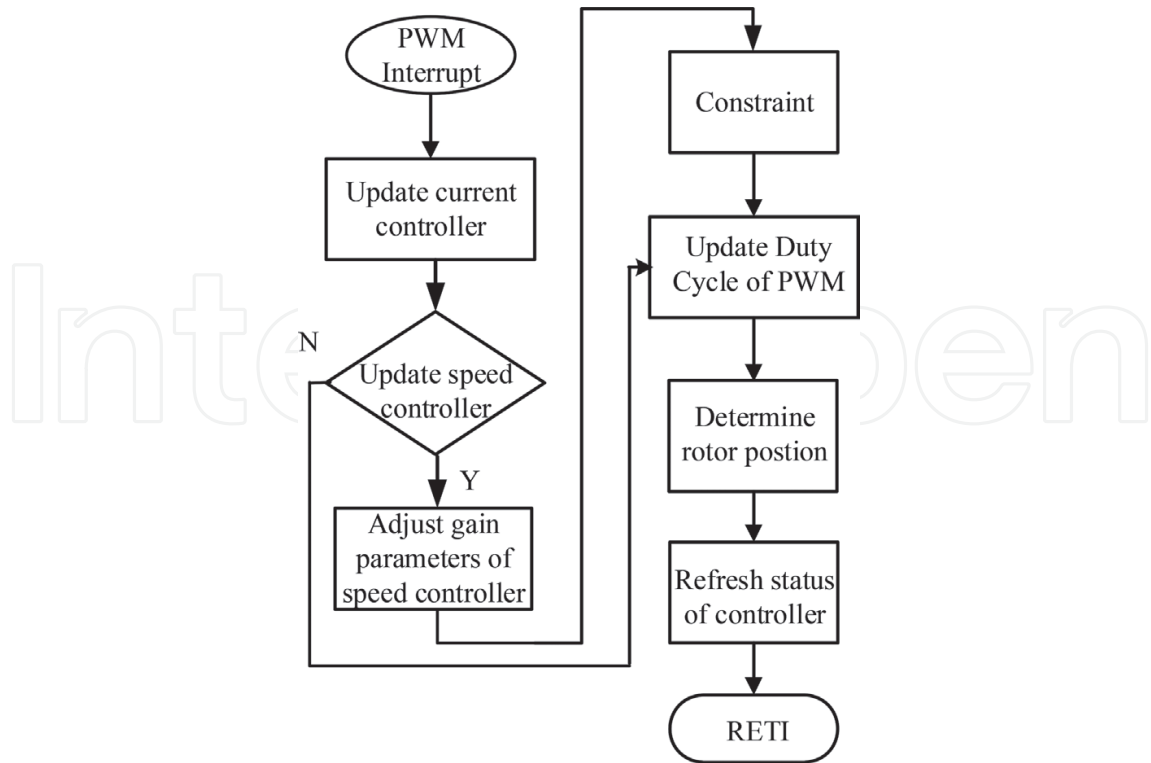 PWM
Interrupt
Update current
controller
N
Update speed
controller
Y
Adjust gain
parameters of
speed controller
Constraint
Update Duty
Cycle of PWM
Determine
rotor postion
Refresh status
of controller
RETI